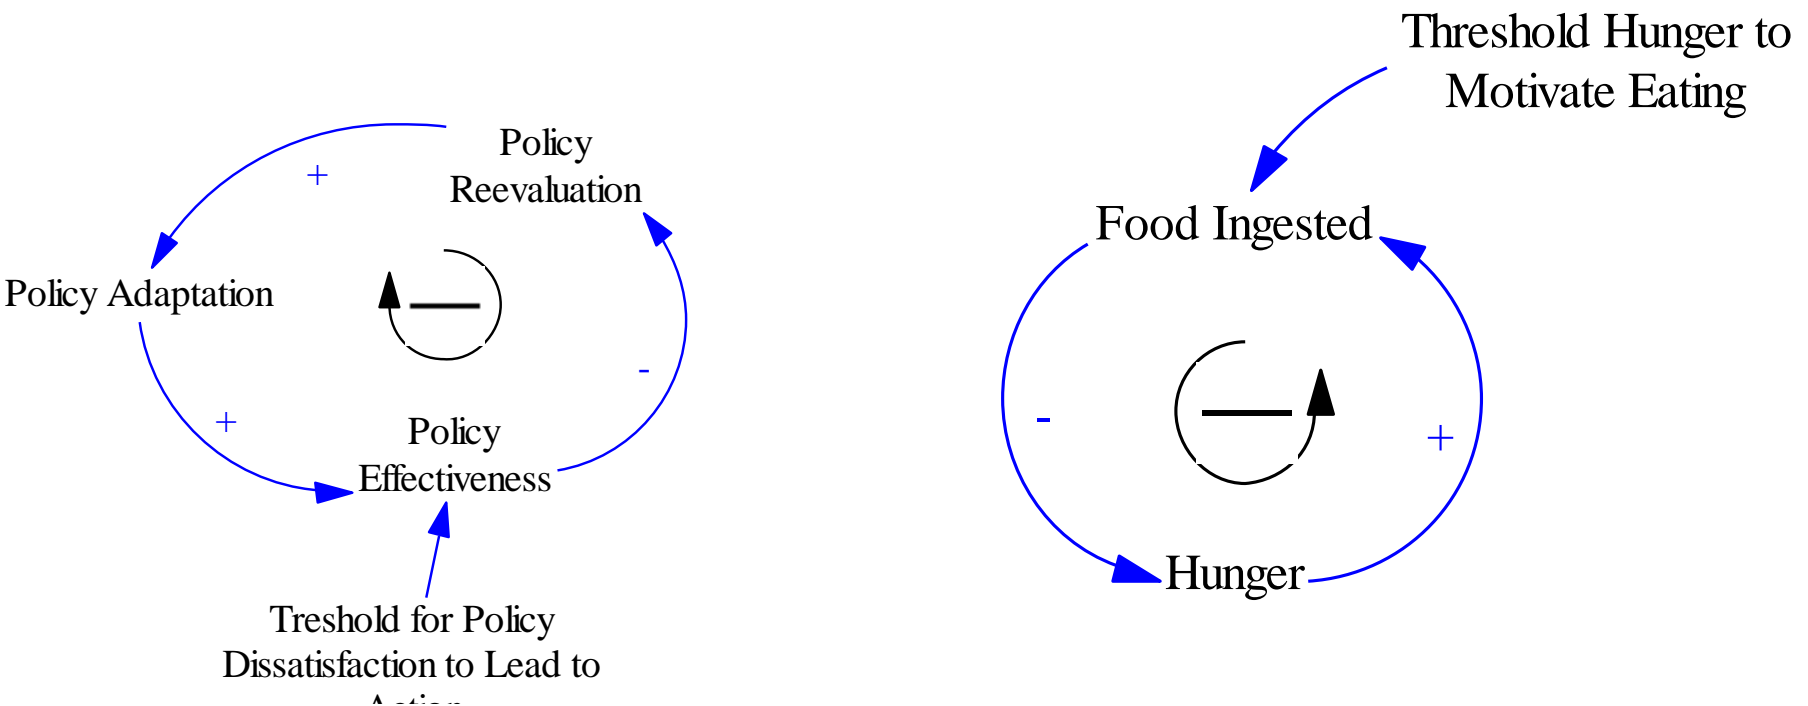 Policy
Reevaluation
+
Policy Adaptation
-
+
Policy
Effectiveness
Treshold for Policy
Dissatisfaction to Lead to
Action
Threshold Hunger to
Motivate Eating
Food Ingested
-
+
Hunger